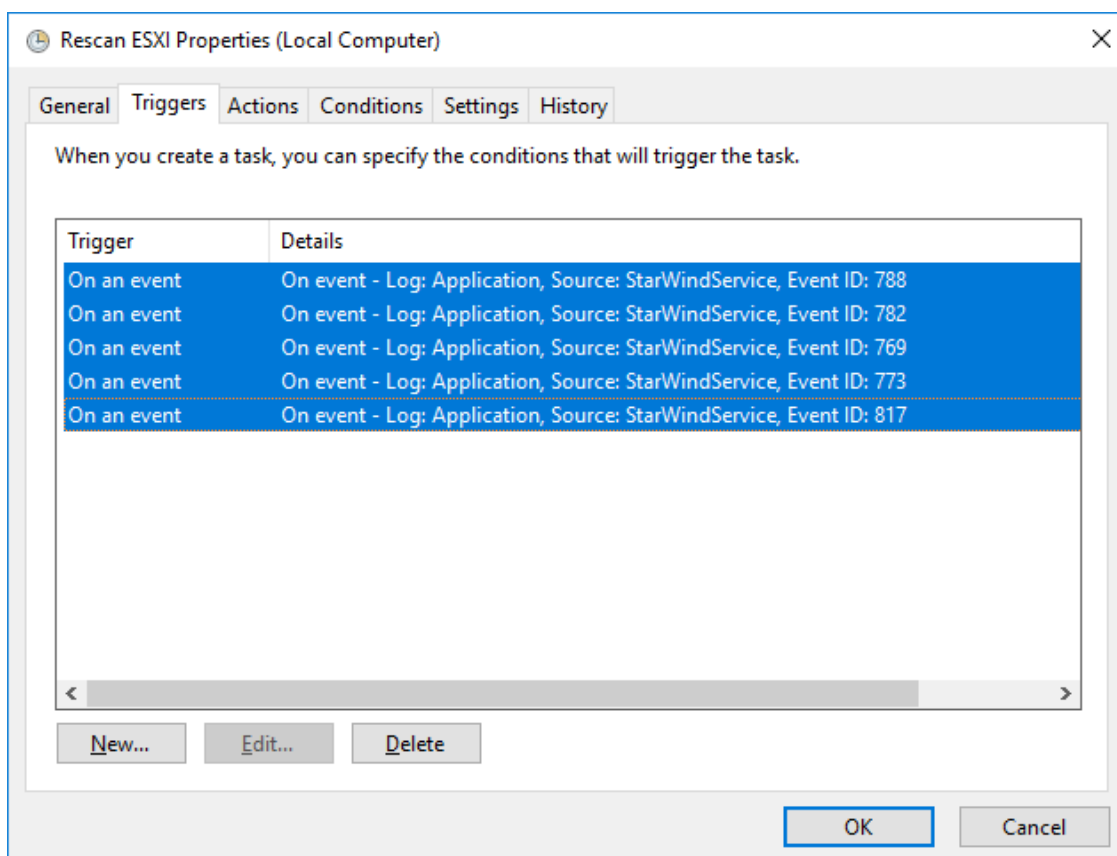 Rescan ESXI Properties (Local Computer)
General Triggers Actions Conditions Settings History
When you create a task, you can specify the conditions that will trigger the task.
Trigger Details
On an event On event - Log: Application, Source: StarWindService, Event ID: 788
On an event On event - Log: Application, Source: StarWindService, Event ID: 782
On an event On event - Log: Application, Source: StarWindService, Event ID: 769
On an event On event - Log: Application, Source: StarWindService, Event ID: 773
On an event On event - Log: Application, Source: StarWindService, Event ID: 817
New... Edit... Delete
OK Cancel